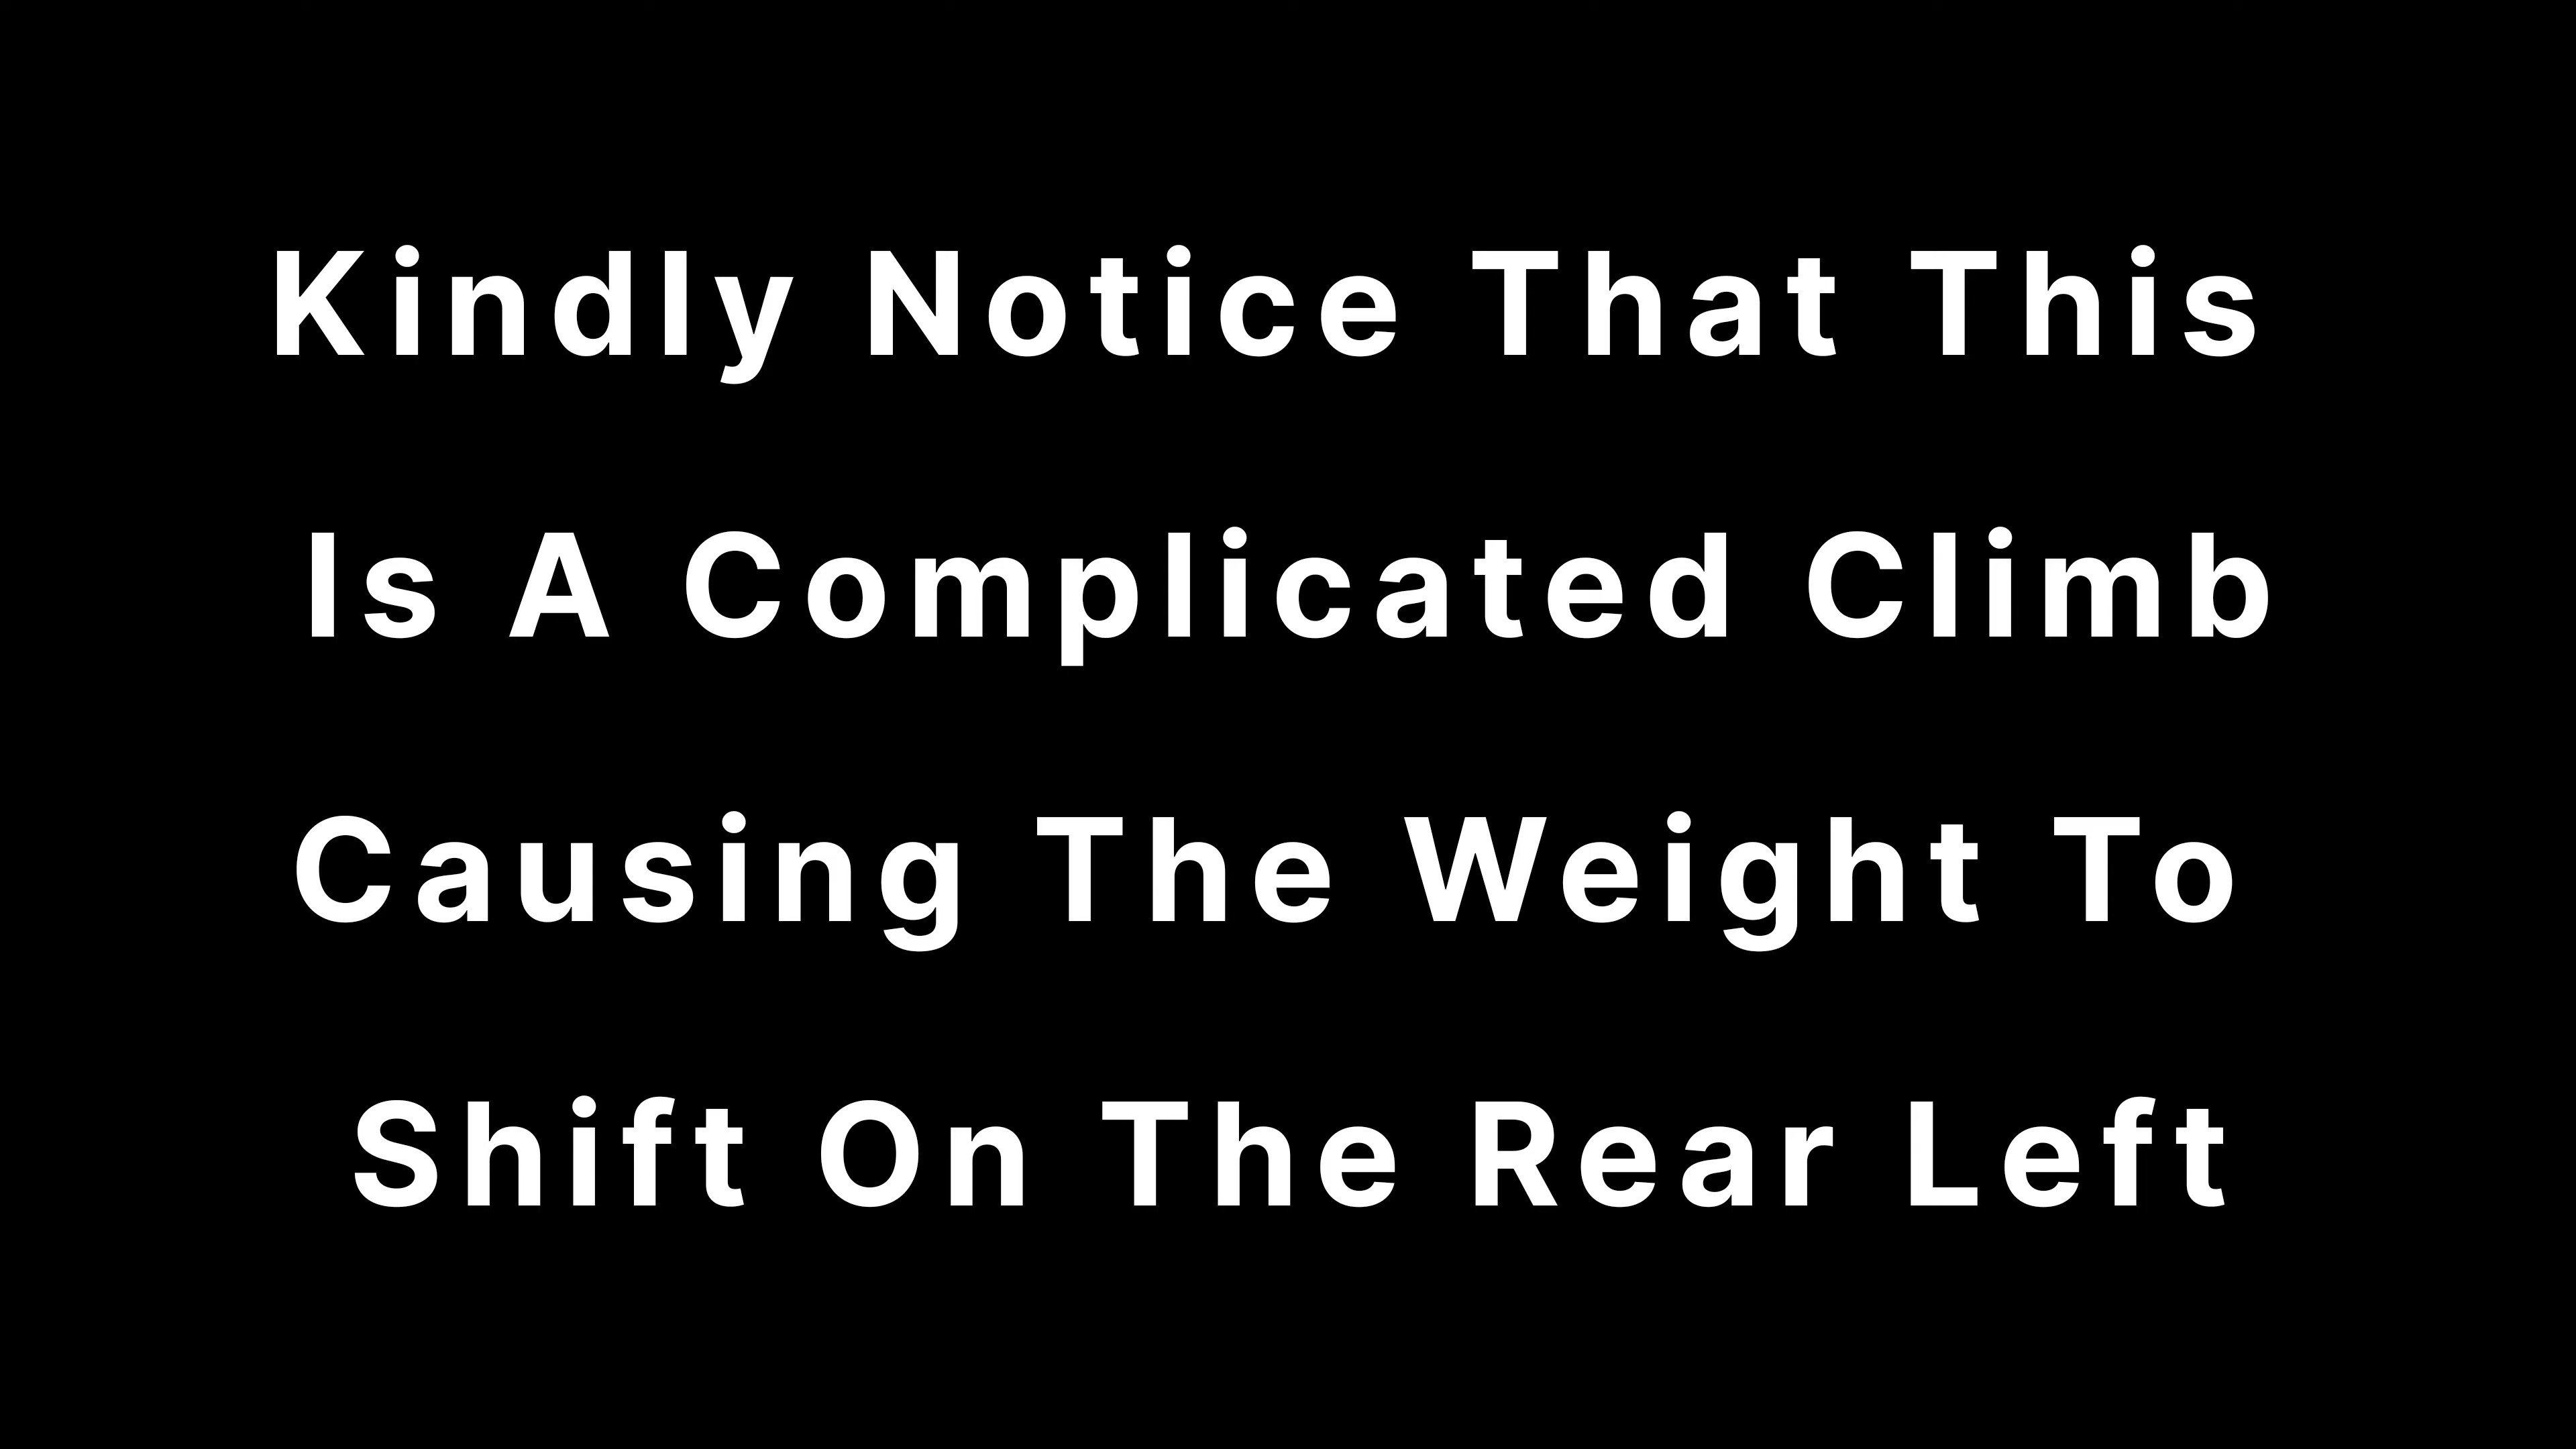 Kindly Notice That This
Is A Complicated Climb
Causing The Weight To
Shift On The Rear Left